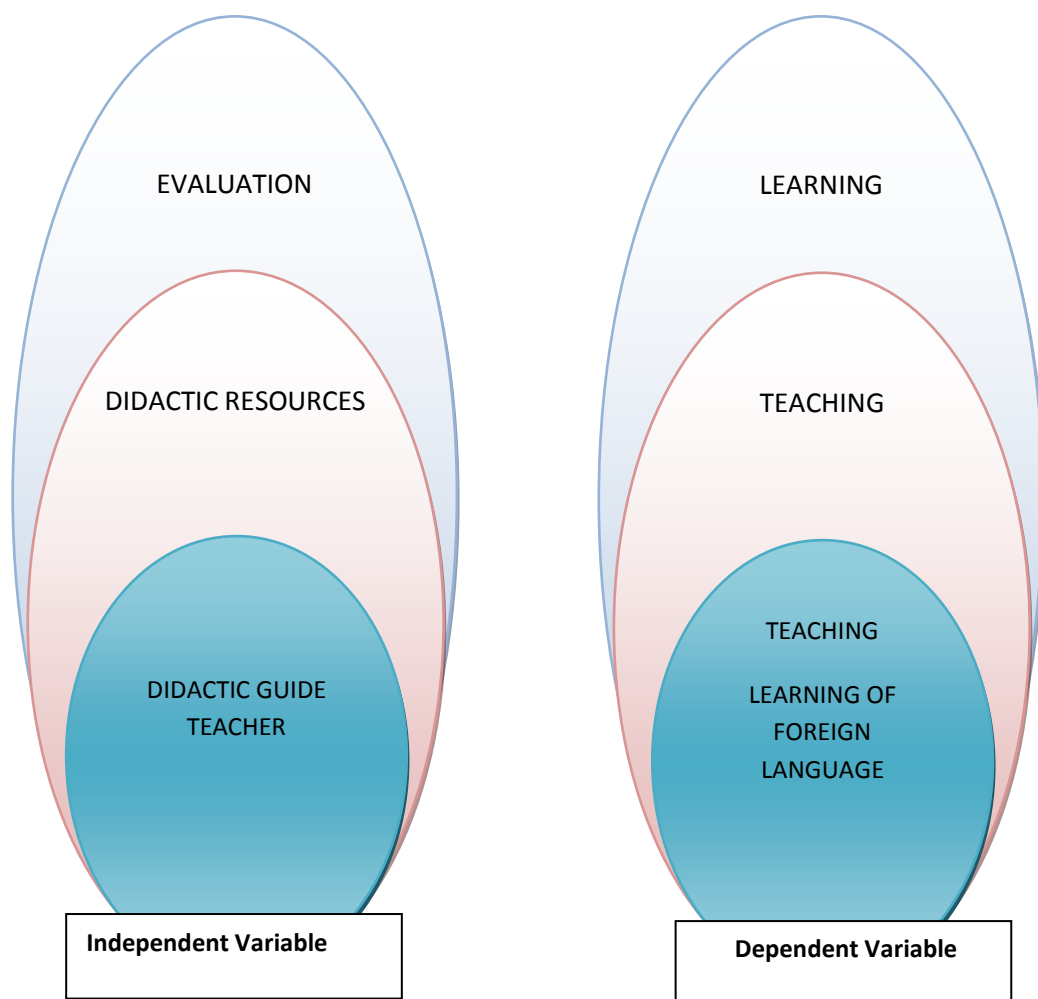 EVALUATION
DIDACTIC RESOURCES
DIDACTIC GUIDE
TEACHER
Independent Variable
LEARNING
TEACHING
TEACHING
LEARNING OF
FOREIGN
LANGUAGE
Dependent Variable